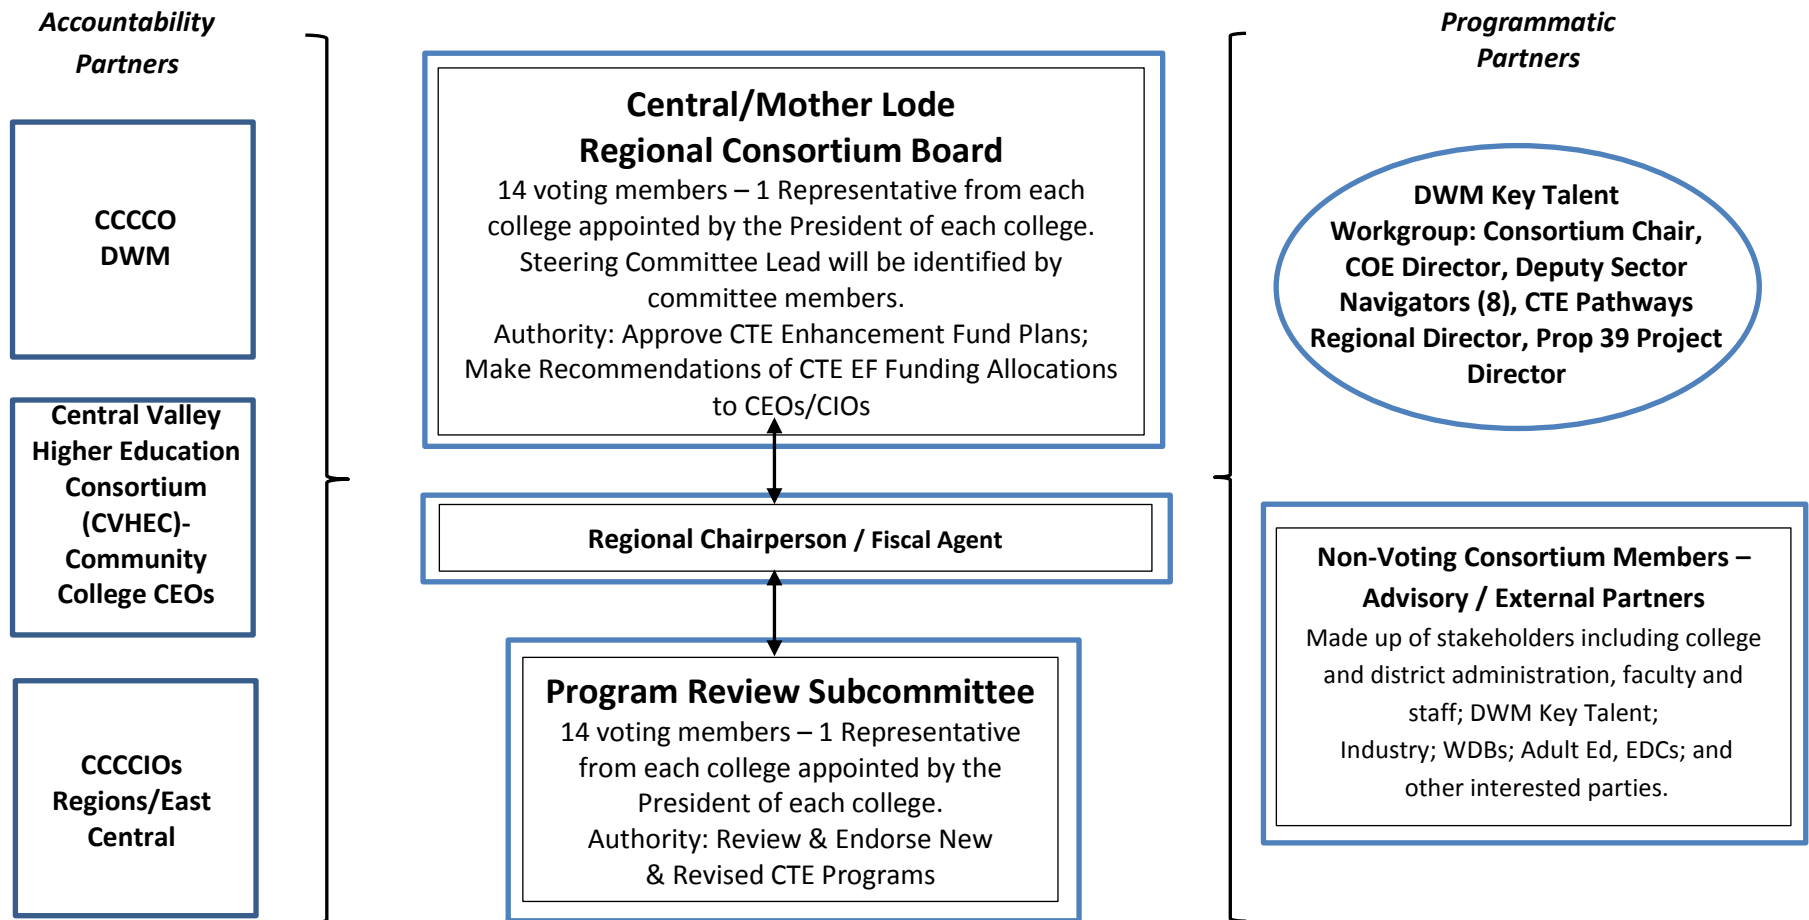 Accountability
Partners
CCCCO
DWM
Central Valley
Higher Education
Consortium
(CVHEC)-
Community
College CEOs
CCCCIOs
Regions/East
Central
Central/Mother Lode
Regional Consortium Board
14 voting members – 1 Representative from each
college appointed by the President of each college.
Steering Committee Lead will be identified by
committee members.
Authority: Approve CTE Enhancement Fund Plans;
Make Recommendations of CTE EF Funding Allocations
to CEOs/CIOs
Regional Chairperson / Fiscal Agent
Program Review Subcommittee
14 voting members – 1 Representative
from each college appointed by the
President of each college.
Authority: Review & Endorse New
& Revised CTE Programs
Programmatic
Partners
DWM Key Talent
Workgroup: Consortium Chair,
COE Director, Deputy Sector
Navigators (8), CTE Pathways
Regional Director, Prop 39 Project
Director
Non-Voting Consortium Members –
Advisory / External Partners
Made up of stakeholders including college
and district administration, faculty and
staff; DWM Key Talent;
Industry; WDBs; Adult Ed, EDCs; and
other interested parties.